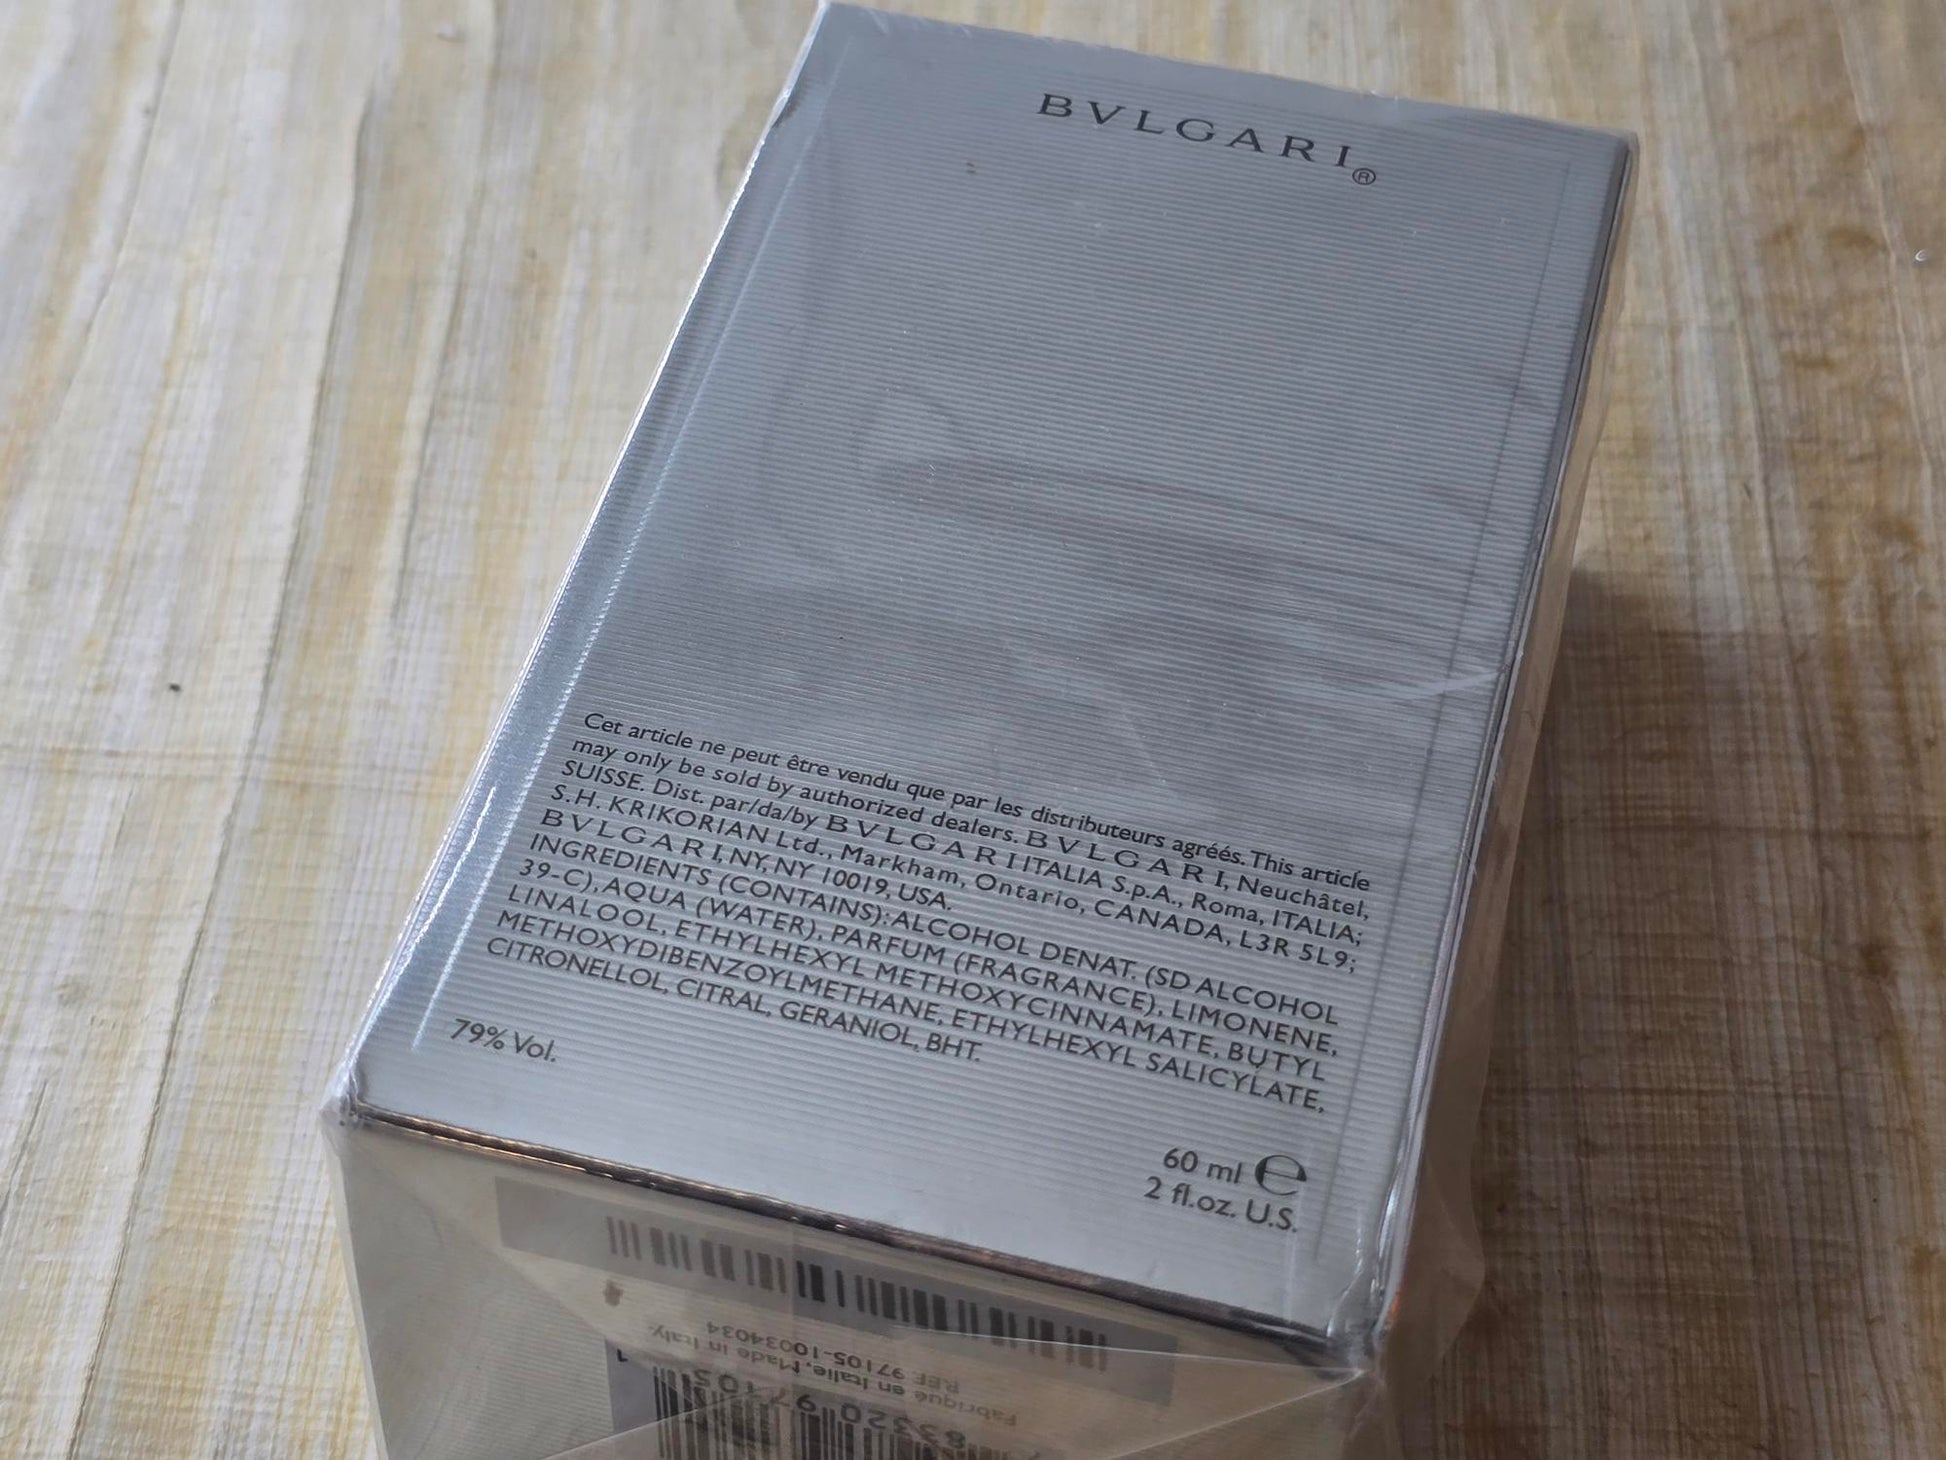 BVLGARI®
Cet article ne peut être vendu que par les distributeurs agréés. This article
may only be sold by authorized dealers. BVLGARI, Neuchâtel,
SUISSE. Dist. par/da/by BVLGARI ITALIA S.p.A., Roma, ITALIA;
S.H. KRIKORIAN Ltd., Markham, Ontario, CANADA, L3R 5L9;
BVLGARI, NY, NY 10019, USA.
INGREDIENTS (CONTAINS): ALCOHOL DENAT. (SD ALCOHOL
39-C), AQUA (WATER), PARFUM (FRAGRANCE), LIMONENE,
LINALOOL, ETHYLHEXYL METHOXYCINNAMATE, BUTYL
METHOXYDIBENZOYLMETHANE, ETHYLHEXYL SALICYLATE,
CITRONELLOL, CITRAL, GERANIOL, BHT.
79% Vol.
60 ml ℮
2 fl.oz. U.S.
REF. 97105-10034034
Fabriqué en Italie, Made in Italy.